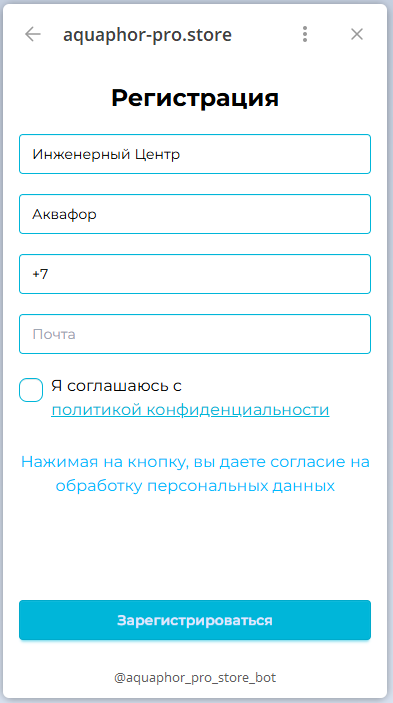 aquaphor-pro.store
Регистрация
Инженерный Центр
Аквафор
+7
Почта
Я соглашаюсь с
политикой конфиденциальности
Нажимая на кнопку, вы даете согласие на
обработку персональных данных
Зарегистрироваться
@aquaphor_pro_store_bot